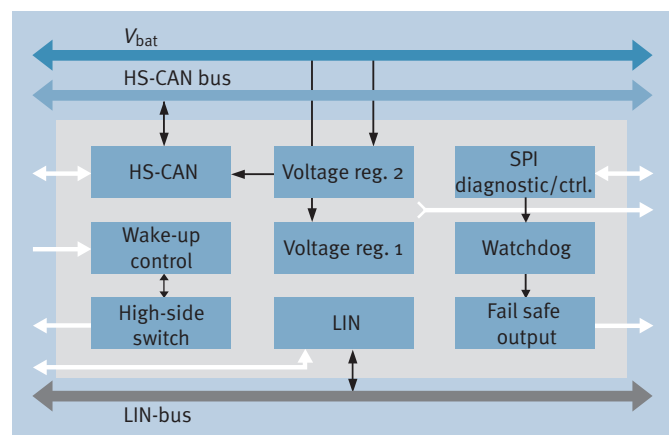 Vbat
HS-CAN bus
HS-CAN
Voltage reg. 2
SPI
diagnostic/ctrl.
Wake-up
control
Voltage reg. 1
Watchdog
High-side
switch
LIN
Fail safe
output
LIN-bus